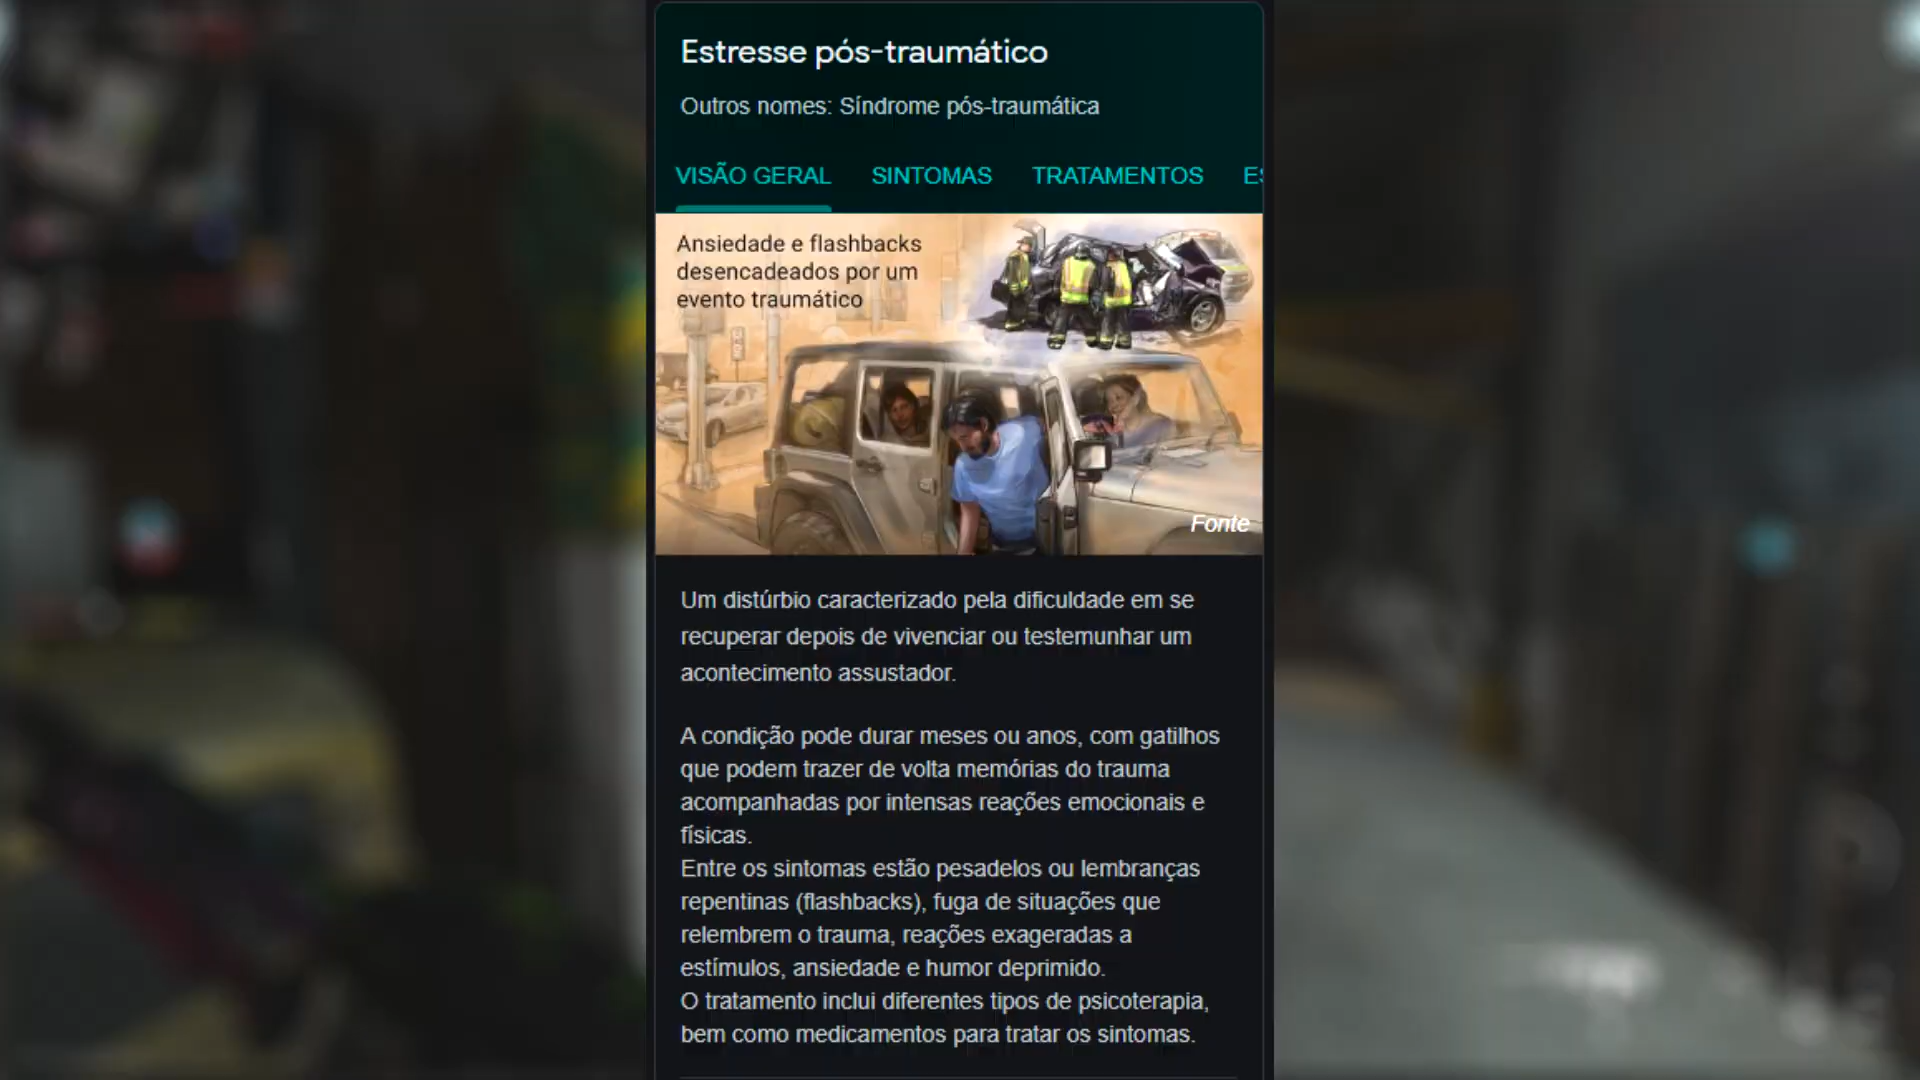 Estresse pós-traumático
Outros nomes: Síndrome pós-traumática
VISÃO GERAL SINTOMAS TRATAMENTOS
Ansiedade e flashbacks
desencadeados por um
evento traumático
Fonte
Um distúrbio caracterizado pela dificuldade em se
recuperar depois de vivenciar ou testemunhar um
acontecimento assustador.
A condição pode durar meses ou anos, com gatilhos
que podem trazer de volta memórias do trauma
acompanhadas por intensas reações emocionais e
físicas.
Entre os sintomas estão pesadelos ou lembranças
repentinas (flashbacks), fuga de situações que
relembrem o trauma, reações exageradas a
estímulos, ansiedade e humor deprimido.
O tratamento inclui diferentes tipos de psicoterapia,
bem como medicamentos para tratar os sintomas.